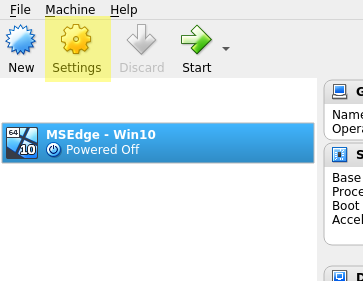 File Machine Help
New Settings Discard Start
64
10
MSEdge - Win10
Powered Off
Name
Opera
Base
Proce
Boot
Accel